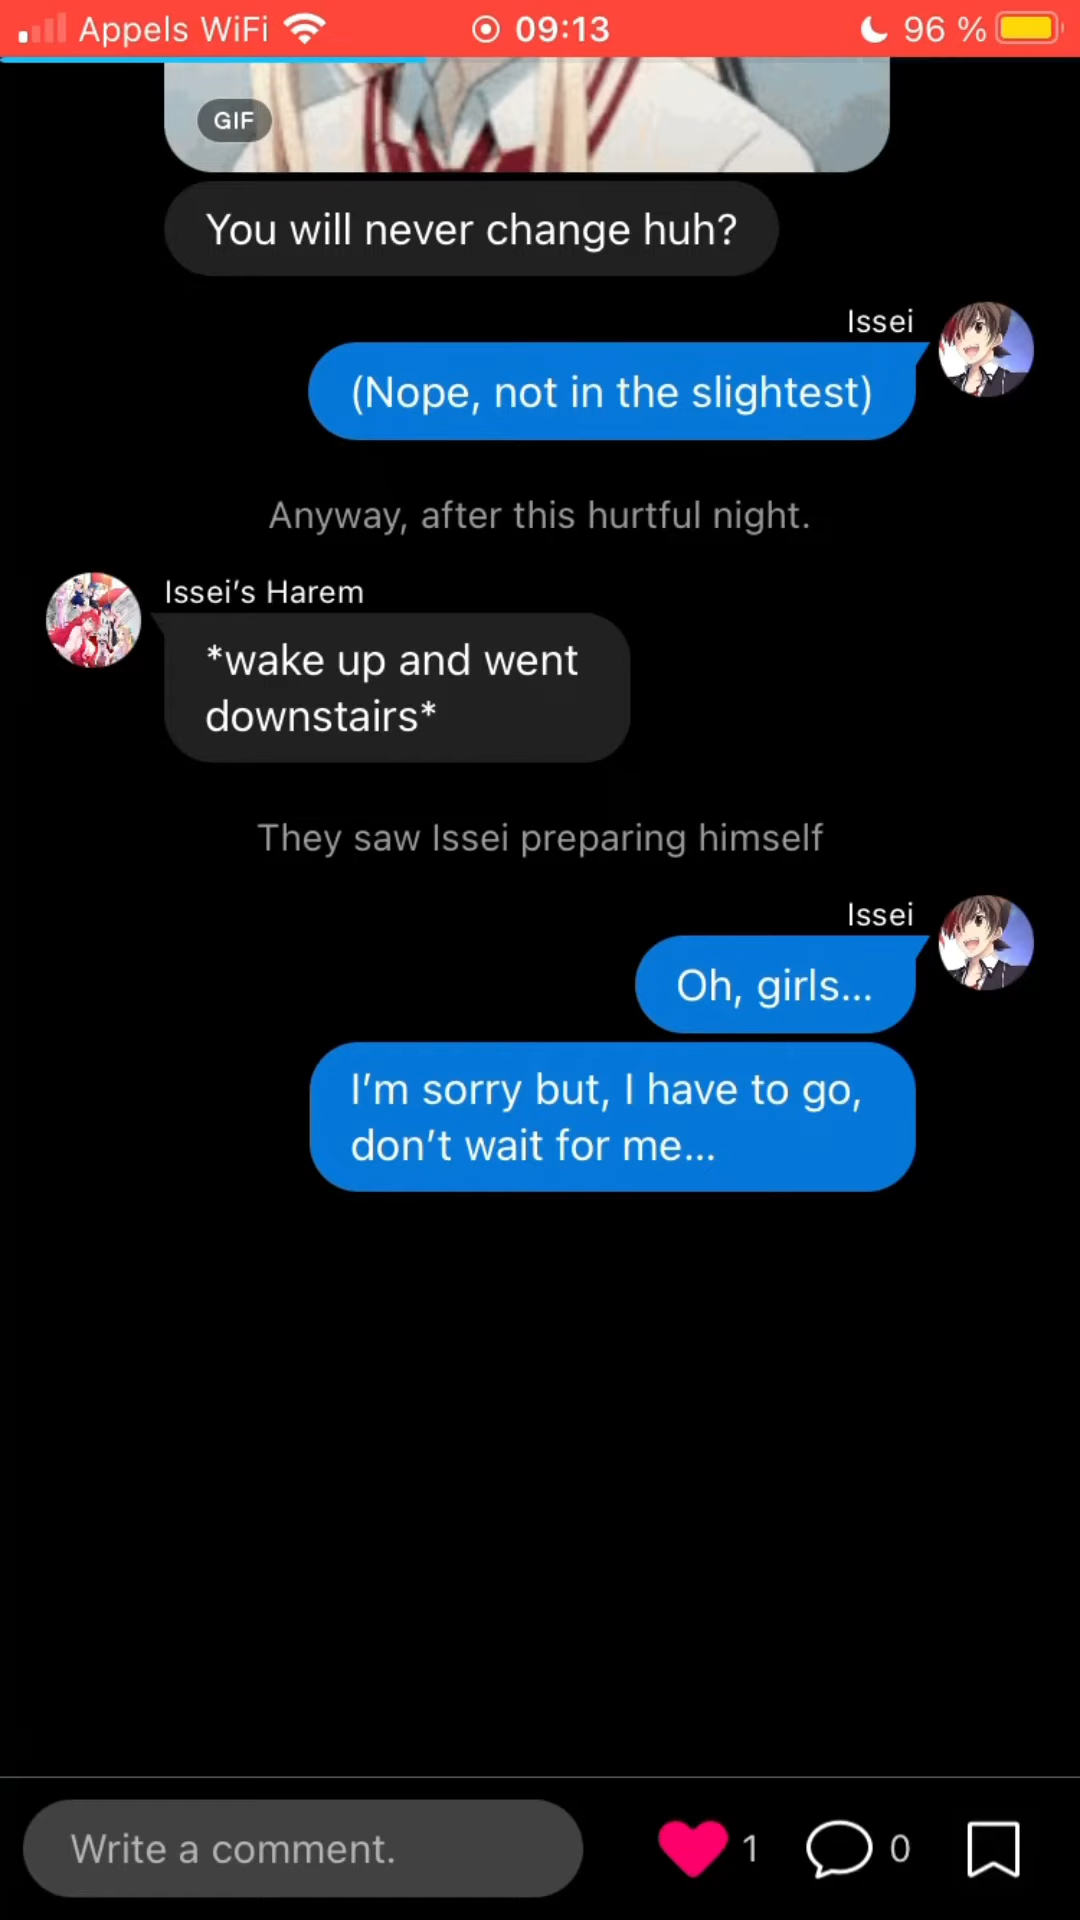 Appels WiFi 09:13 96 %
GIF
You will never change huh?
Issei
(Nope, not in the slightest)
Anyway, after this hurtful night.
Issei’s Harem
*wake up and went
downstairs*
They saw Issei preparing himself
Issei
Oh, girls...
I’m sorry but, I have to go,
don’t wait for me...
Write a comment. 1 0